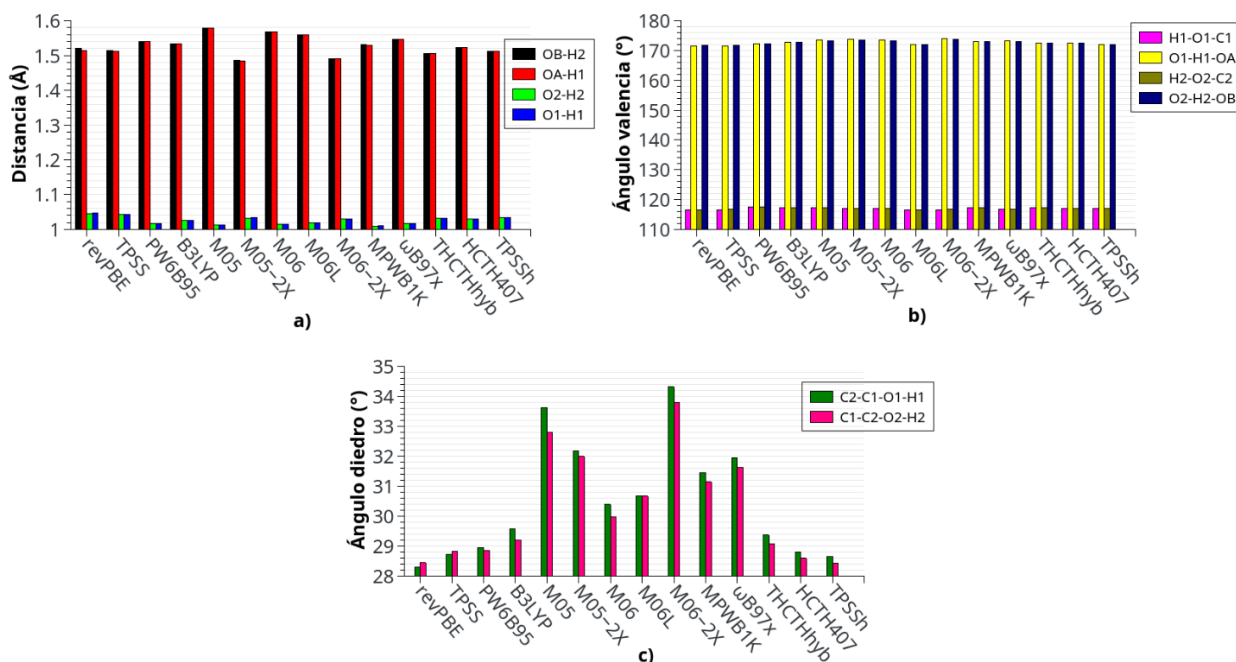 Distancia (Å)
1.6
1.5
1.4
1.3
1.2
1.1
1
OB-H2
OA-H1
O2-H2
O1-H1
revPBE
TPSS
PW6B95
B3LYP
M05
M05-2X
M06
M06L
M06-2X
MPWB1K
ωB97x
THCTHhyb
HCTH407
TPSSh
a)
Ángulo valencia (°)
180
170
160
150
140
130
120
110
H1-O1-C1
O1-H1-OA
H2-O2-C2
O2-H2-OB
revPBE
TPSS
PW6B95
B3LYP
M05
M05-2X
M06
M06L
M06-2X
MPWB1K
ωB97x
THCTHhyb
HCTH407
TPSSh
b)
Ángulo diedro (°)
35
34
33
32
31
30
29
28
C2-C1-O1-H1
C1-C2-O2-H2
revPBE
TPSS
PW6B95
B3LYP
M05
M05-2X
M06
M06L
M06-2X
MPWB1K
ωB97x
THCTHhyb
HCTH407
TPSSh
c)